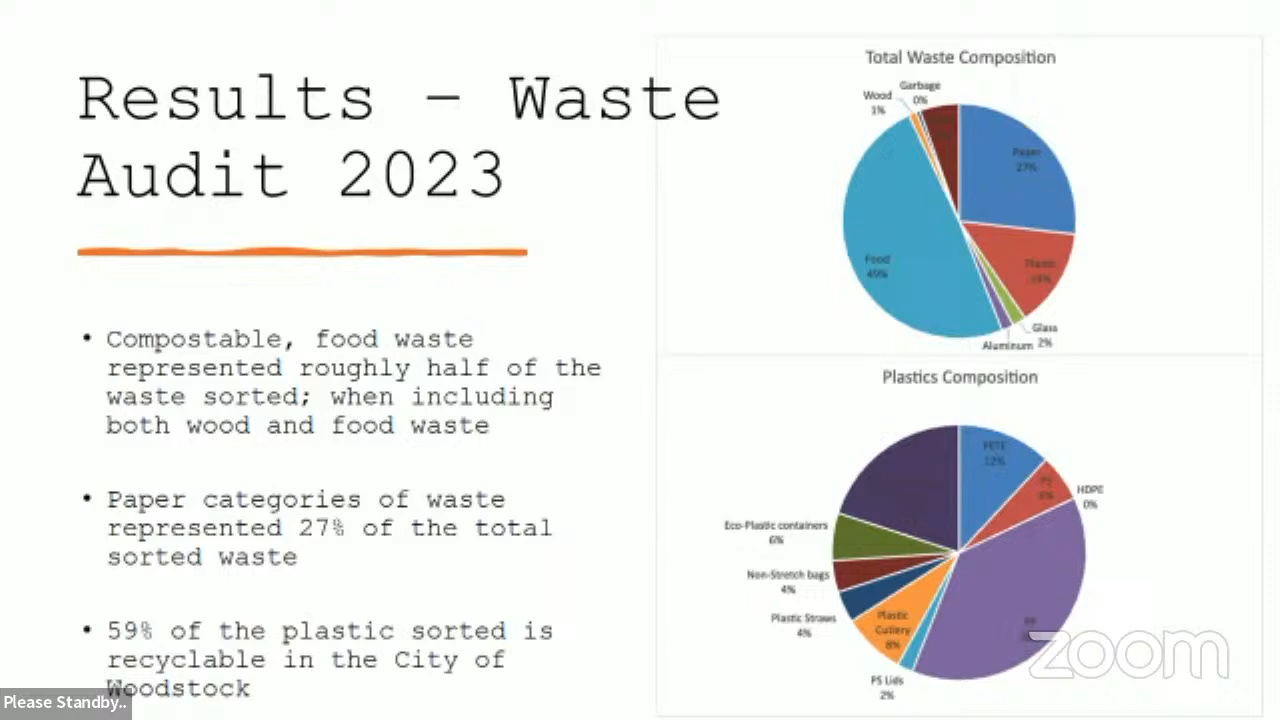 Results – Waste
Audit 2023
• Compostable, food waste
represented roughly half of the
waste sorted; when including
both wood and food waste
• Paper categories of waste
represented 27% of the total
sorted waste
• 59% of the plastic sorted is
recyclable in the City of
Woodstock
Please Standby..
Total Waste Composition
Garbage
0%
Wood
1%
Paper
27%
Food
49%
Plastic
Glass
2%
Aluminum
Plastics Composition
PETE
12%
PS
6%
HDPE
0%
Eco-Plastic containers
6%
Non-Stretch bags
4%
Plastic Straws
4%
Plastic
Cutlery
8%
PS Lids
2%
zoom